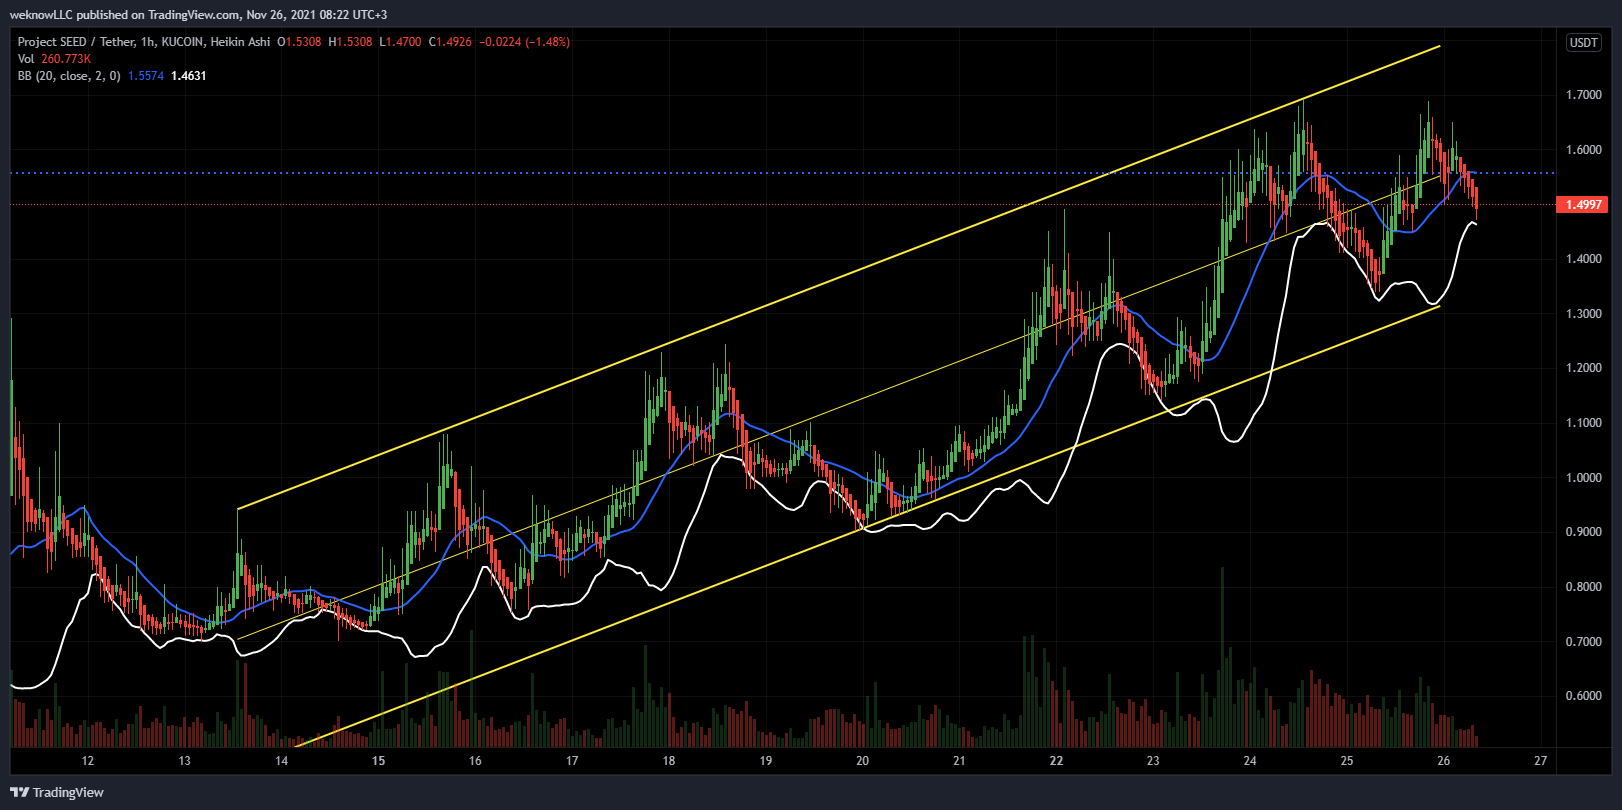 weknowLLC published on TradingView.com, Nov 26, 2021 08:22 UTC+3
Project SEED / Tether, 1h, KUCOIN, Heikin Ashi O1.5308 H1.5308 L1.4700 C1.4926 −0.0224 (−1.48%)
USDT
Vol 260.773K
BB (20, close, 2, 0) 1.5574 1.4631
1.7000
1.6000
1.4997
1.4000
1.3000
1.2000
1.1000
1.0000
0.9000
0.8000
0.7000
0.6000
12 13 14 15 16 17 18 19 20 21 22 23 24 25 26 27
TradingView